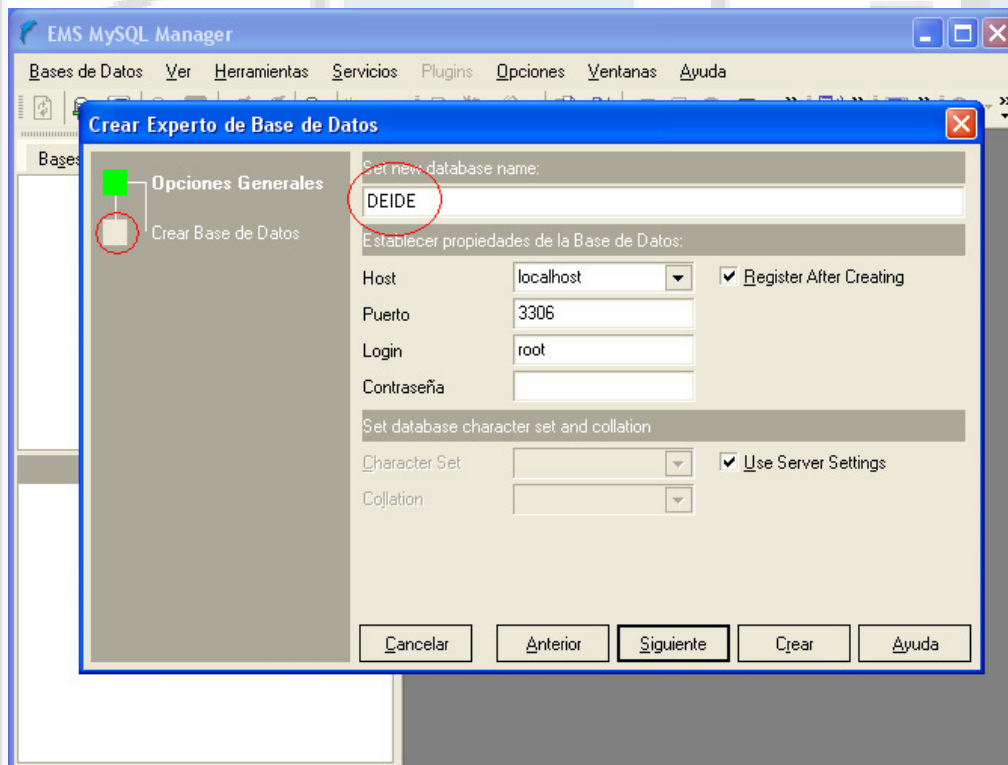 EMS MySQL Manager
Bases de Datos Ver Herramientas Servicios Plugins Opciones Ventanas Ayuda
Crear Experto de Base de Datos
Bases
Opciones Generales
Crear Base de Datos
Set new database name:
DEIDE
Establecer propiedades de la Base de Datos:
Host localhost Register After Creating
Puerto 3306
Login root
Contraseña
Set database character set and collation
Character Set Use Server Settings
Collation
Cancelar Anterior Siguiente Crear Ayuda